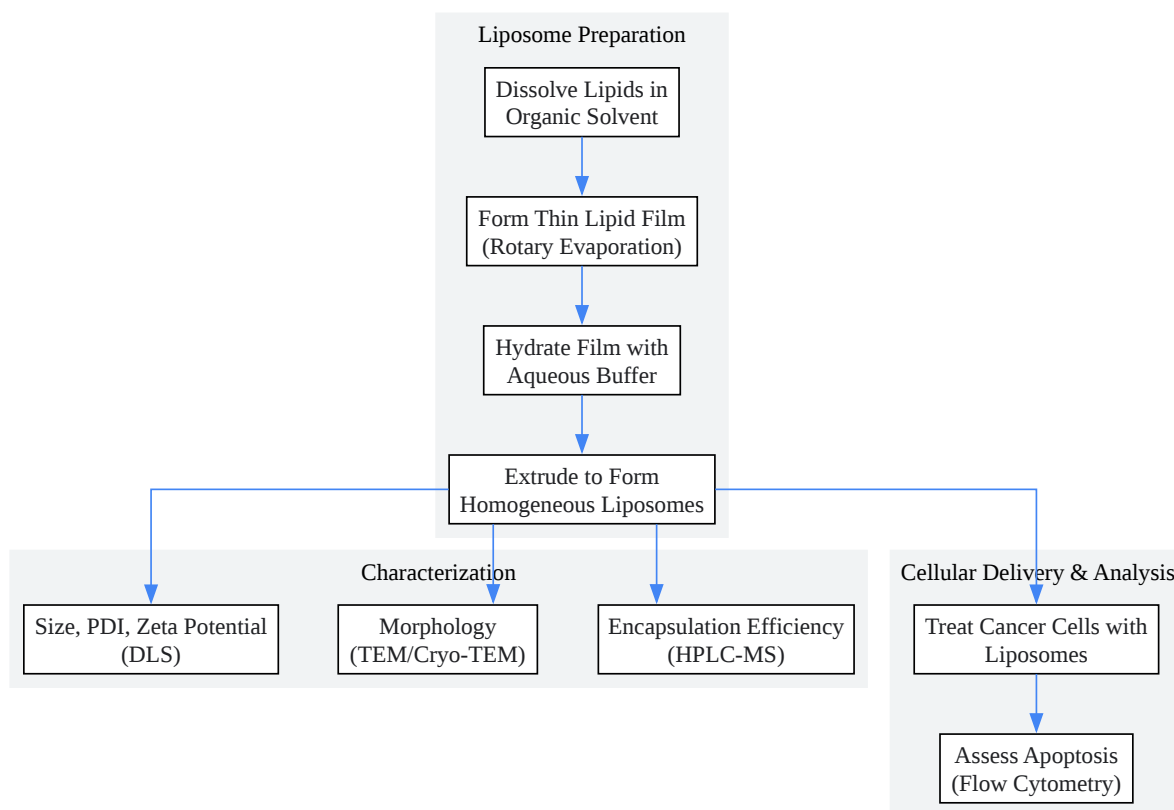 Liposome Preparation
Dissolve Lipids in
Organic Solvent
Form Thin Lipid Film
(Rotary Evaporation)
Hydrate Film with
Aqueous Buffer
Extrude to Form
Homogeneous Liposomes
Characterization
Size, PDI, Zeta Potential
(DLS)
Morphology
(TEM/Cryo-TEM)
Encapsulation Efficiency
(HPLC-MS)
Cellular Delivery & Analysis
Treat Cancer Cells with
Liposomes
Assess Apoptosis
(Flow Cytometry)